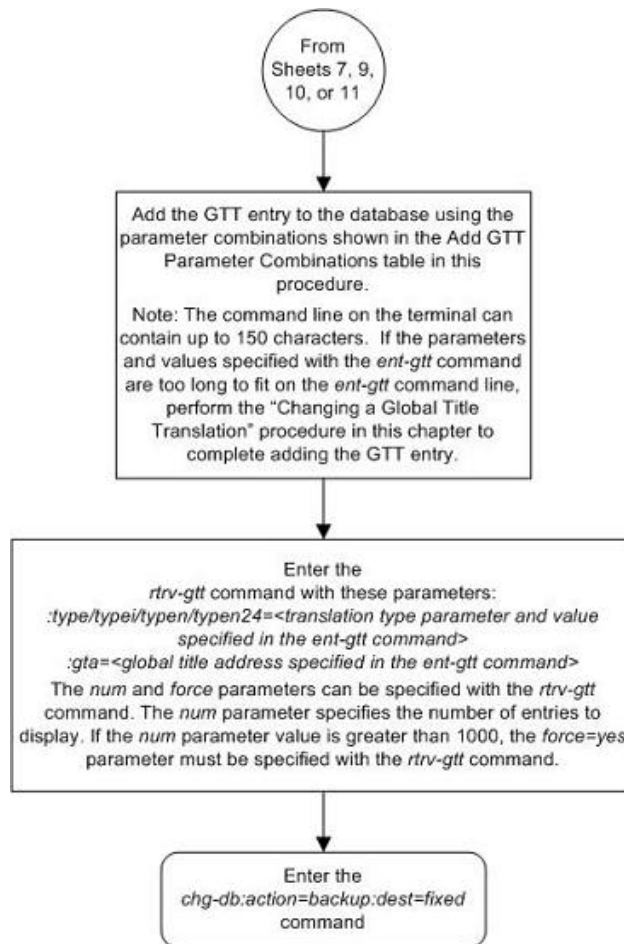 From
Sheets 7, 9,
10, or 11
Add the GTT entry to the database using the
parameter combinations shown in the Add GTT
Parameter Combinations table in this
procedure.
Note: The command line on the terminal can
contain up to 150 characters.  If the parameters
and values specified with the ent-gtt command
are too long to fit on the ent-gtt command line,
perform the “Changing a Global Title
Translation” procedure in this chapter to
complete adding the GTT entry.
Enter the
rtrv-gtt command with these parameters:
:type/typei/typen/typen24=<translation type parameter and value
specified in the ent-gtt command>
:gta=<global title address specified in the ent-gtt command>
The num and force parameters can be specified with the rtrv-gtt
command. The num parameter specifies the number of entries to
display. If the num parameter value is greater than 1000, the force=yes
parameter must be specified with the rtrv-gtt command.
Enter the
chg-db:action=backup:dest=fixed
command